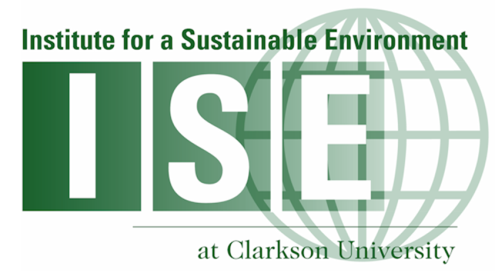 Institute for a Sustainable Environment
ISE
at Clarkson University